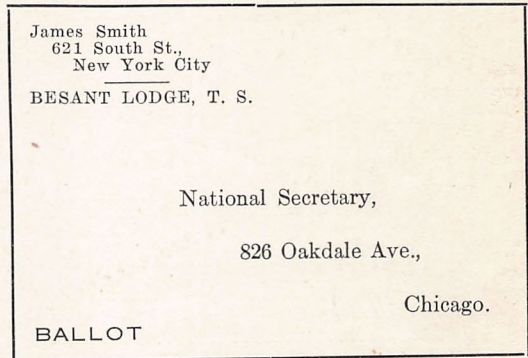 James Smith
621 South St.,
New York City
BESANT LODGE, T. S.
National Secretary,
826 Oakdale Ave.,
Chicago.
BALLOT